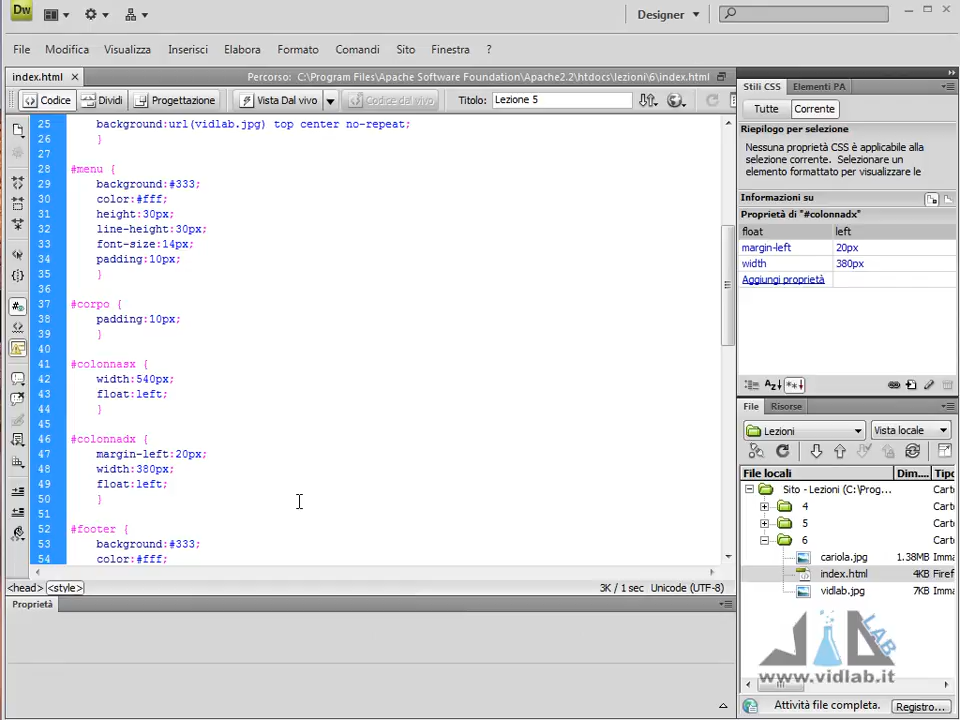 Dw
Designer
File Modifica Visualizza Inserisci Elabora Formato Comandi Sito Finestra ?
index.html
Percorso: C:\Program Files\Apache Software Foundation\Apache2.2\htdocs\lezioni\6\index.html
Codice Dividi Progettazione Vista Dal vivo Codice dal vivo Titolo: Lezione 5
25 background:url(vidlab.jpg) top center no-repeat;
26 }
27
28 #menu {
29 background:#333;
30 color:#fff;
31 height:30px;
32 line-height:30px;
33 font-size:14px;
34 padding:10px;
35 }
36
37 #corpo {
38 padding:10px;
39 }
40
41 #colonnasx {
42 width:540px;
43 float:left;
44 }
45
46 #colonnadx {
47 margin-left:20px;
48 width:380px;
49 float:left;
50 }
51
52 #footer {
53 background:#333;
54 color:#fff;
<head> <style>
3K / 1 sec Unicode (UTF-8)
Proprietà
Stili CSS Elementi PA
Tutte Corrente
Riepilogo per selezione
Nessuna proprietà CSS è applicabile alla
selezione corrente. Selezionare un
elemento formattato per visualizzare le
Informazioni su
Proprietà di "#colonnadx"
float left
margin-left 20px
width 380px
Aggiungi proprietà
File Risorse
Lezioni Vista locale
File locali Dim.... Tipo
Sito - Lezioni (C:\Prog... Cart
4 Cart
5 Cart
6 Cart
cariola.jpg 1.38MB Imma
index.html 4KB Firef
vidlab.jpg 7KB Imma
LAB
www.vidlab.it
Attività file completa. Registro...